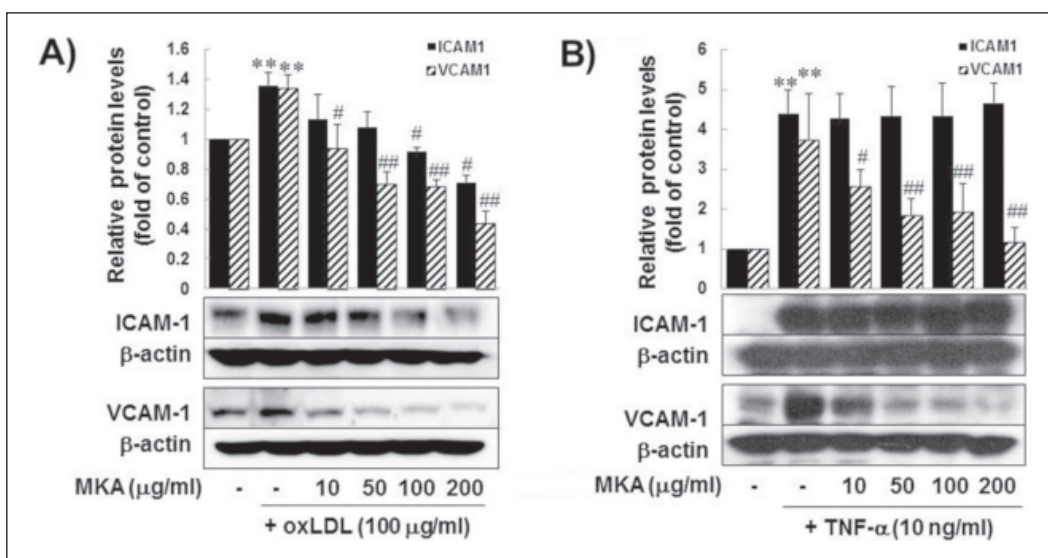 A)
Relative protein levels
(fold of control)
1.6
1.4
1.2
1
0.8
0.6
0.4
0.2
0
ICAM1
VCAM1
** **
#
##
#
##
#
##
ICAM-1
β-actin
VCAM-1
β-actin
MKA (μg/ml) - - 10 50 100 200
+ oxLDL (100 μg/ml)
B)
Relative protein levels
(fold of control)
6
5
4
3
2
1
0
ICAM1
VCAM1
** **
#
##
##
##
ICAM-1
β-actin
VCAM-1
β-actin
MKA (μg/ml) - - 10 50 100 200
+ TNF-α (10 ng/ml)